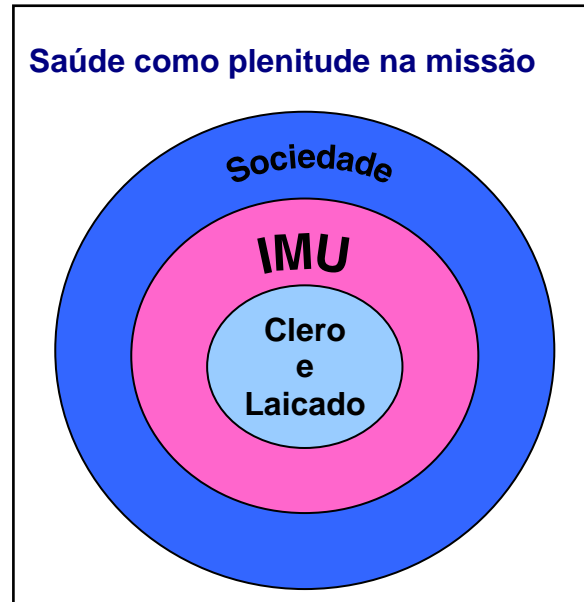 Saúde como plenitude na missão
Sociedade
IMU
Clero
e
Laicado